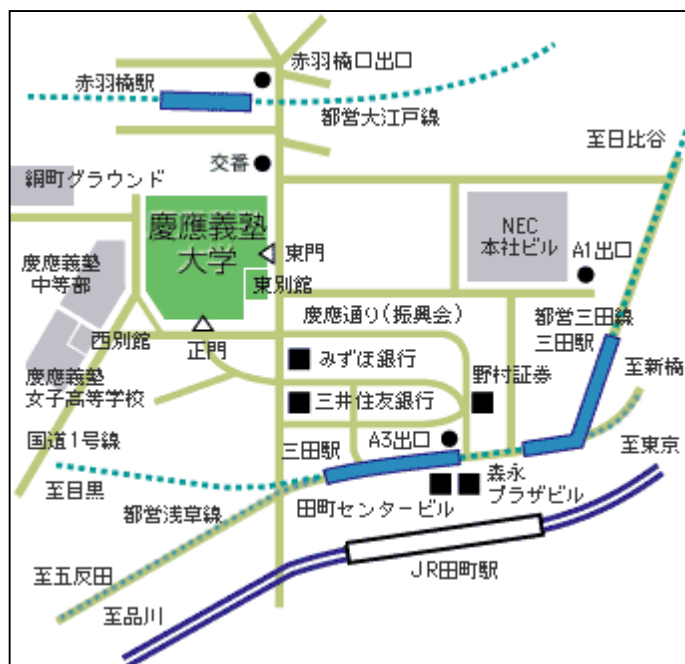 赤羽橋口出口
赤羽橋駅
都営大江戸線
至日比谷
交番
綱町グラウンド
慶應義塾
大学
NEC
本社ビル
東門
A1出口
慶應義塾
中等部
東別館
慶應通り(振興会)
都営三田線
三田駅
西別館
正門
みずほ銀行
野村証券
至新橋
慶應義塾
女子高等学校
三井住友銀行
国道1号線
三田駅
A3出口
至東京
至目黒
森永
プラザビル
都営浅草線
田町センタービル
至五反田
JR田町駅
至品川